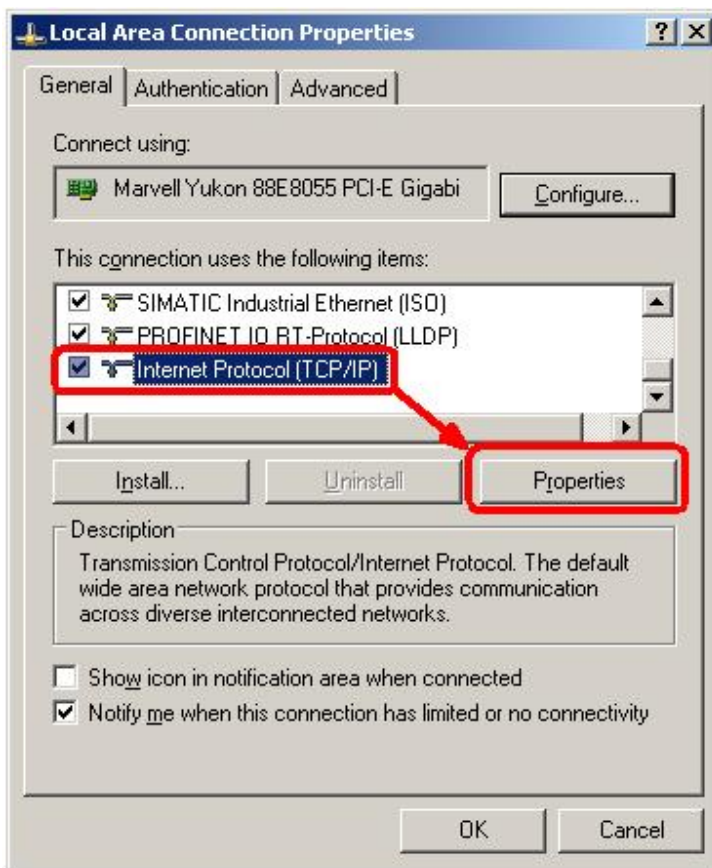 Local Area Connection Properties
General Authentication Advanced
Connect using:
Marvell Yukon 88E8055 PCI-E Gigabi
Configure...
This connection uses the following items:
SIMATIC Industrial Ethernet (ISO)
PROFINET IO RT-Protocol (LLDP)
Internet Protocol (TCP/IP)
Install... Uninstall Properties
Description
Transmission Control Protocol/Internet Protocol. The default
wide area network protocol that provides communication
across diverse interconnected networks.
Show icon in notification area when connected
Notify me when this connection has limited or no connectivity
OK Cancel